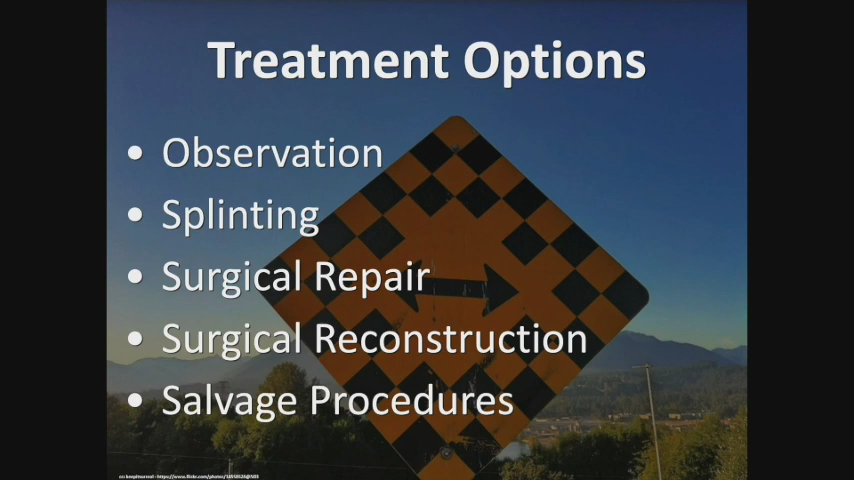 Treatment Options
• Observation
• Splinting
• Surgical Repair
• Surgical Reconstruction
• Salvage Procedures